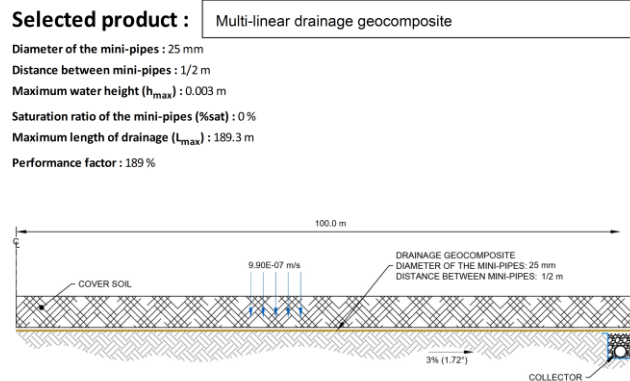 Selected product : Multi-linear drainage geocomposite
Diameter of the mini-pipes : 25 mm
Distance between mini-pipes : 1/2 m
Maximum water height (hmax) : 0.003 m
Saturation ratio of the mini-pipes (%sat) : 0 %
Maximum length of drainage (Lmax) : 189.3 m
Performance factor : 189 %
100.0 m
COVER SOIL
9.90E-07 m/s
DRAINAGE GEOCOMPOSITE
DIAMETER OF THE MINI-PIPES: 25 mm
DISTANCE BETWEEN MINI-PIPES: 1/2 m
3% (1.72°)
COLLECTOR